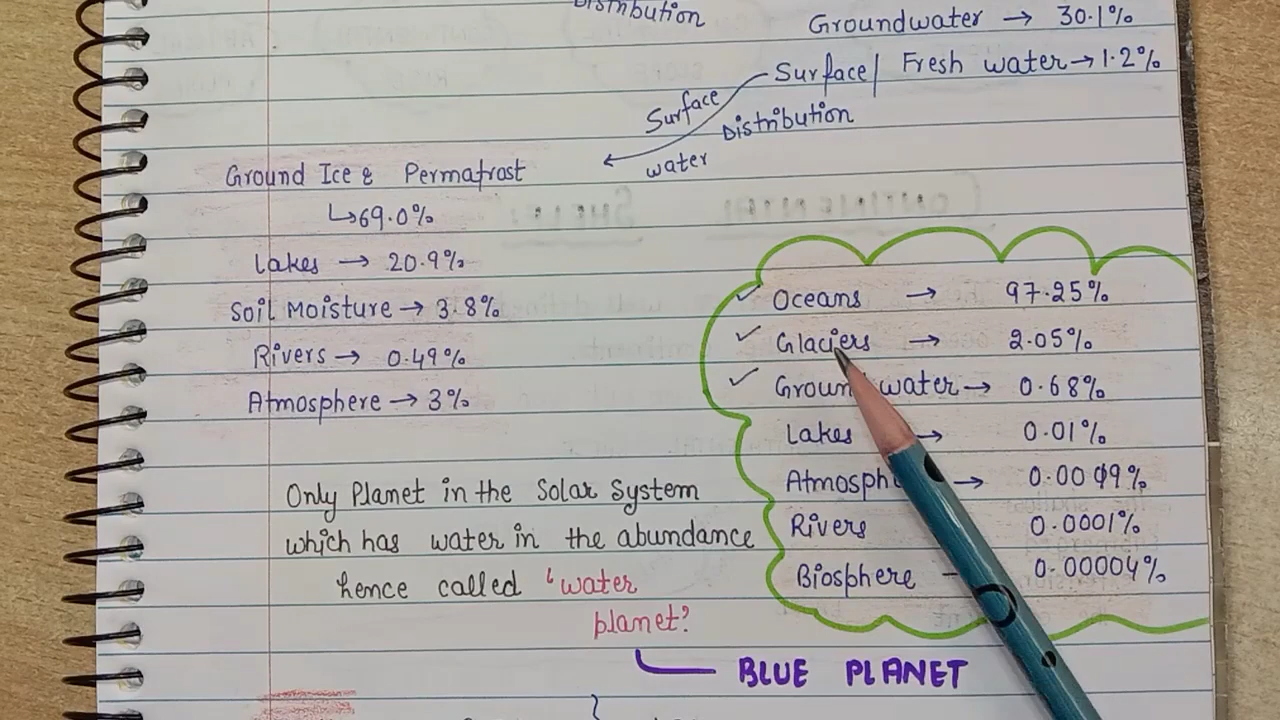 Distribution
Groundwater → 30.1%
Surface/ Fresh water → 1.2%
Surface
Distribution
water
Ground Ice & Permafrost
↳ 69.0%
Lakes → 20.9%
Soil Moisture → 3.8%
Rivers → 0.49%
Atmosphere → 3%
✓ Oceans → 97.25%
✓ Glaciers → 2.05%
✓ Ground water → 0.68%
Lakes → 0.01%
Atmosph → 0.0019%
Rivers 0.0001%
Biosphere - 0.00004%
Only Planet in the Solar System
which has water in the abundance
hence called 'water
planet'
BLUE PLANET